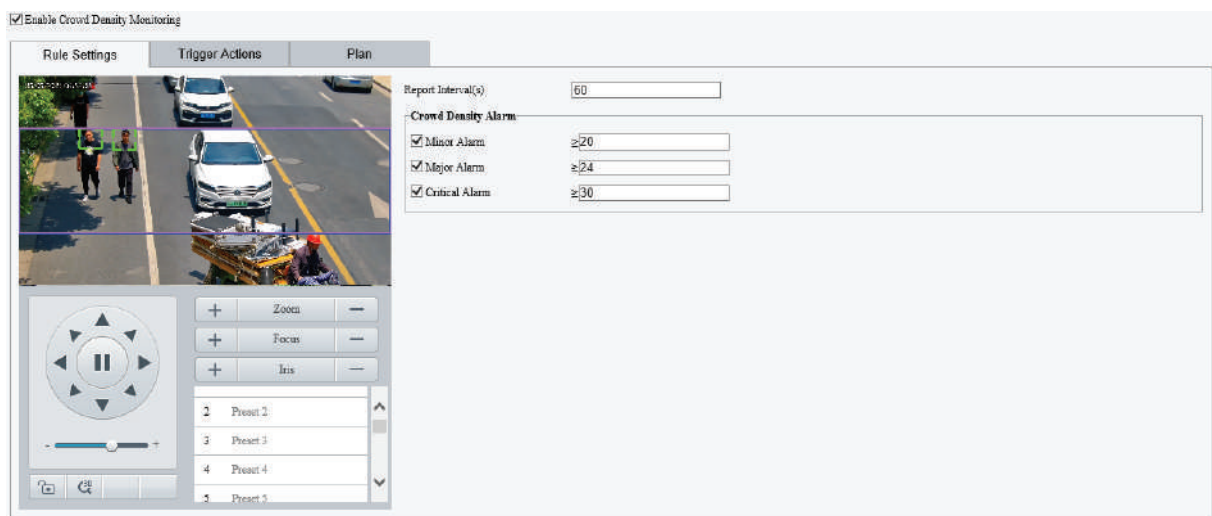 Enable Crowd Density Monitoring
Rule Settings
Trigger Actions
Plan
Report Interval(s)
60
Crowd Density Alarm
Minor Alarm
≥20
Major Alarm
≥24
Critical Alarm
≥30
+ Zoom —
+ Focus —
+ Iris —
2 Preset 2
3 Preset 3
4 Preset 4
5 Preset 5
- +
3D